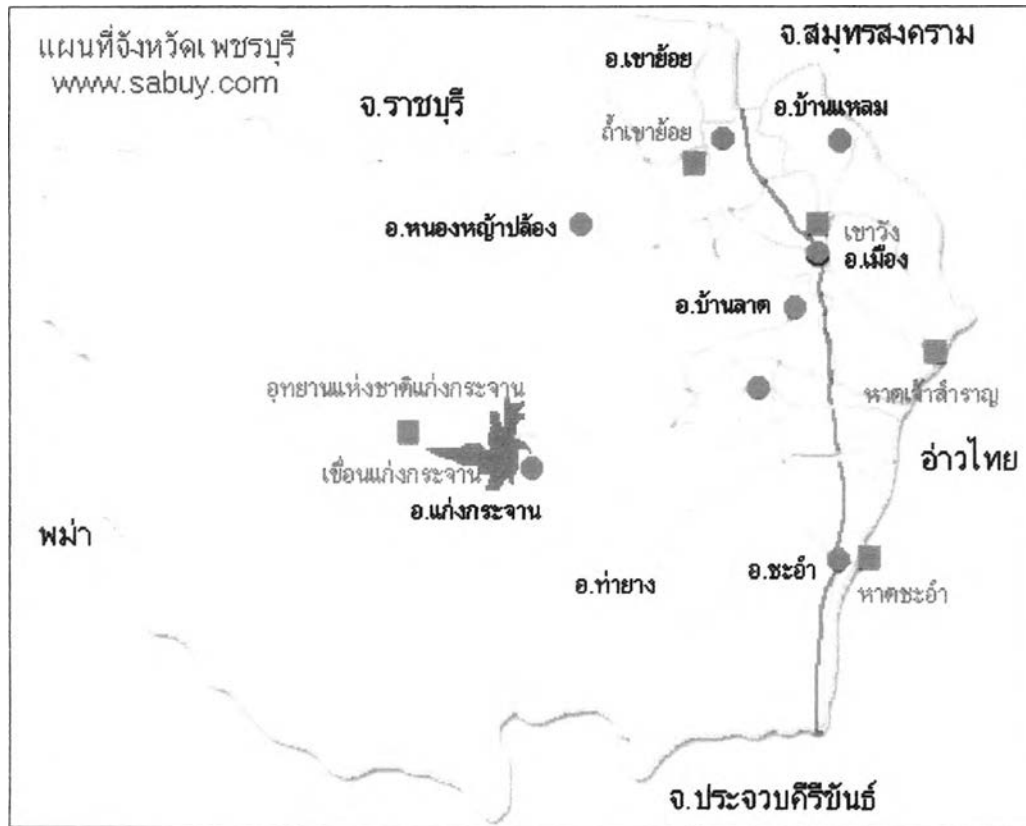 แผนที่จังหวัดเพชรบุรี
www.sabuy.com
จ.สมุทรสงคราม
อ.เขาย้อย
จ.ราชบุรี
อ.บ้านแหลม
ถ้ำเขาย้อย
อ.หนองหญ้าปล้อง
เขาวัง
อ.เมือง
อ.บ้านลาด
อุทยานแห่งชาติแก่งกระจาน
หาดเจ้าสำราญ
อ่าวไทย
เขื่อนแก่งกระจาน
อ.แก่งกระจาน
พม่า
อ.ชะอำ
อ.ท่ายาง
หาดชะอำ
จ.ประจวบคีรีขันธ์